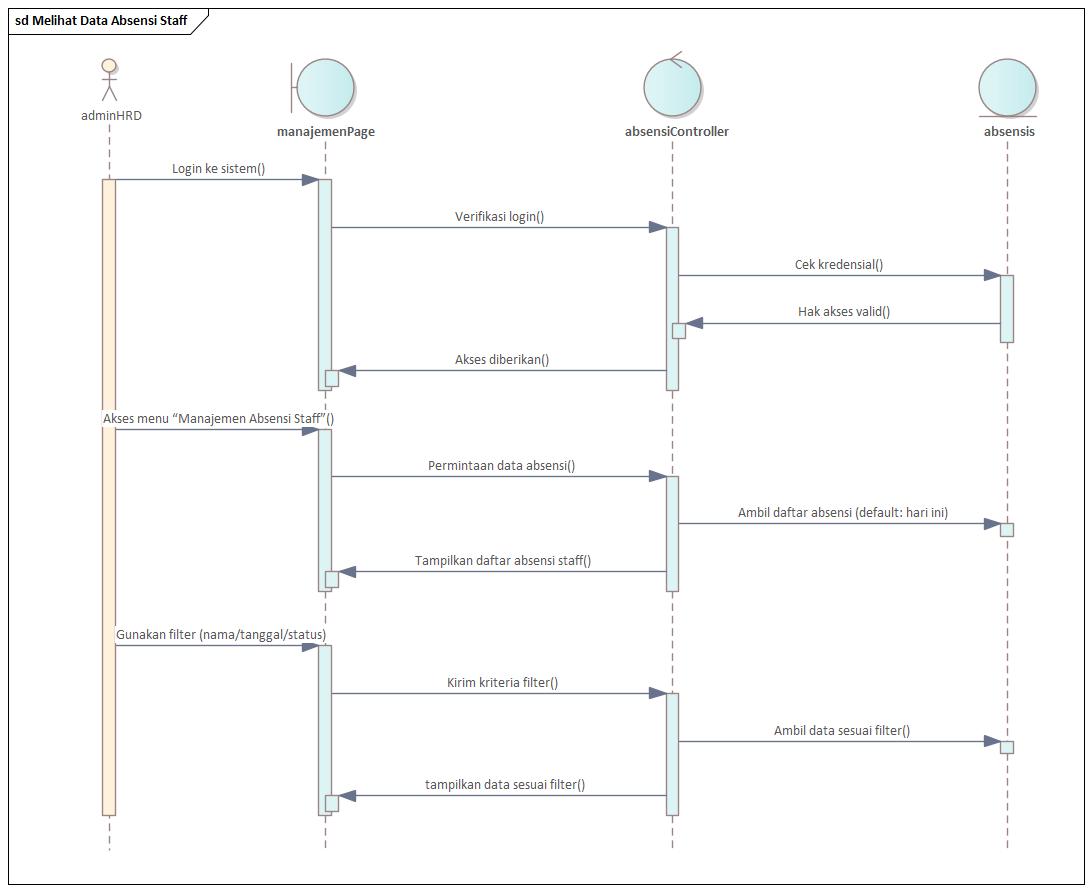 sd Melihat Data Absensi Staff
adminHRD
manajemenPage
absensiController
absensis
Login ke sistem()
Verifikasi login()
Cek kredensial()
Hak akses valid()
Akses diberikan()
Akses menu “Manajemen Absensi Staff”()
Permintaan data absensi()
Ambil daftar absensi (default: hari ini)
Tampilkan daftar absensi staff()
Gunakan filter (nama/tanggal/status)
Kirim kriteria filter()
Ambil data sesuai filter()
tampilkan data sesuai filter()